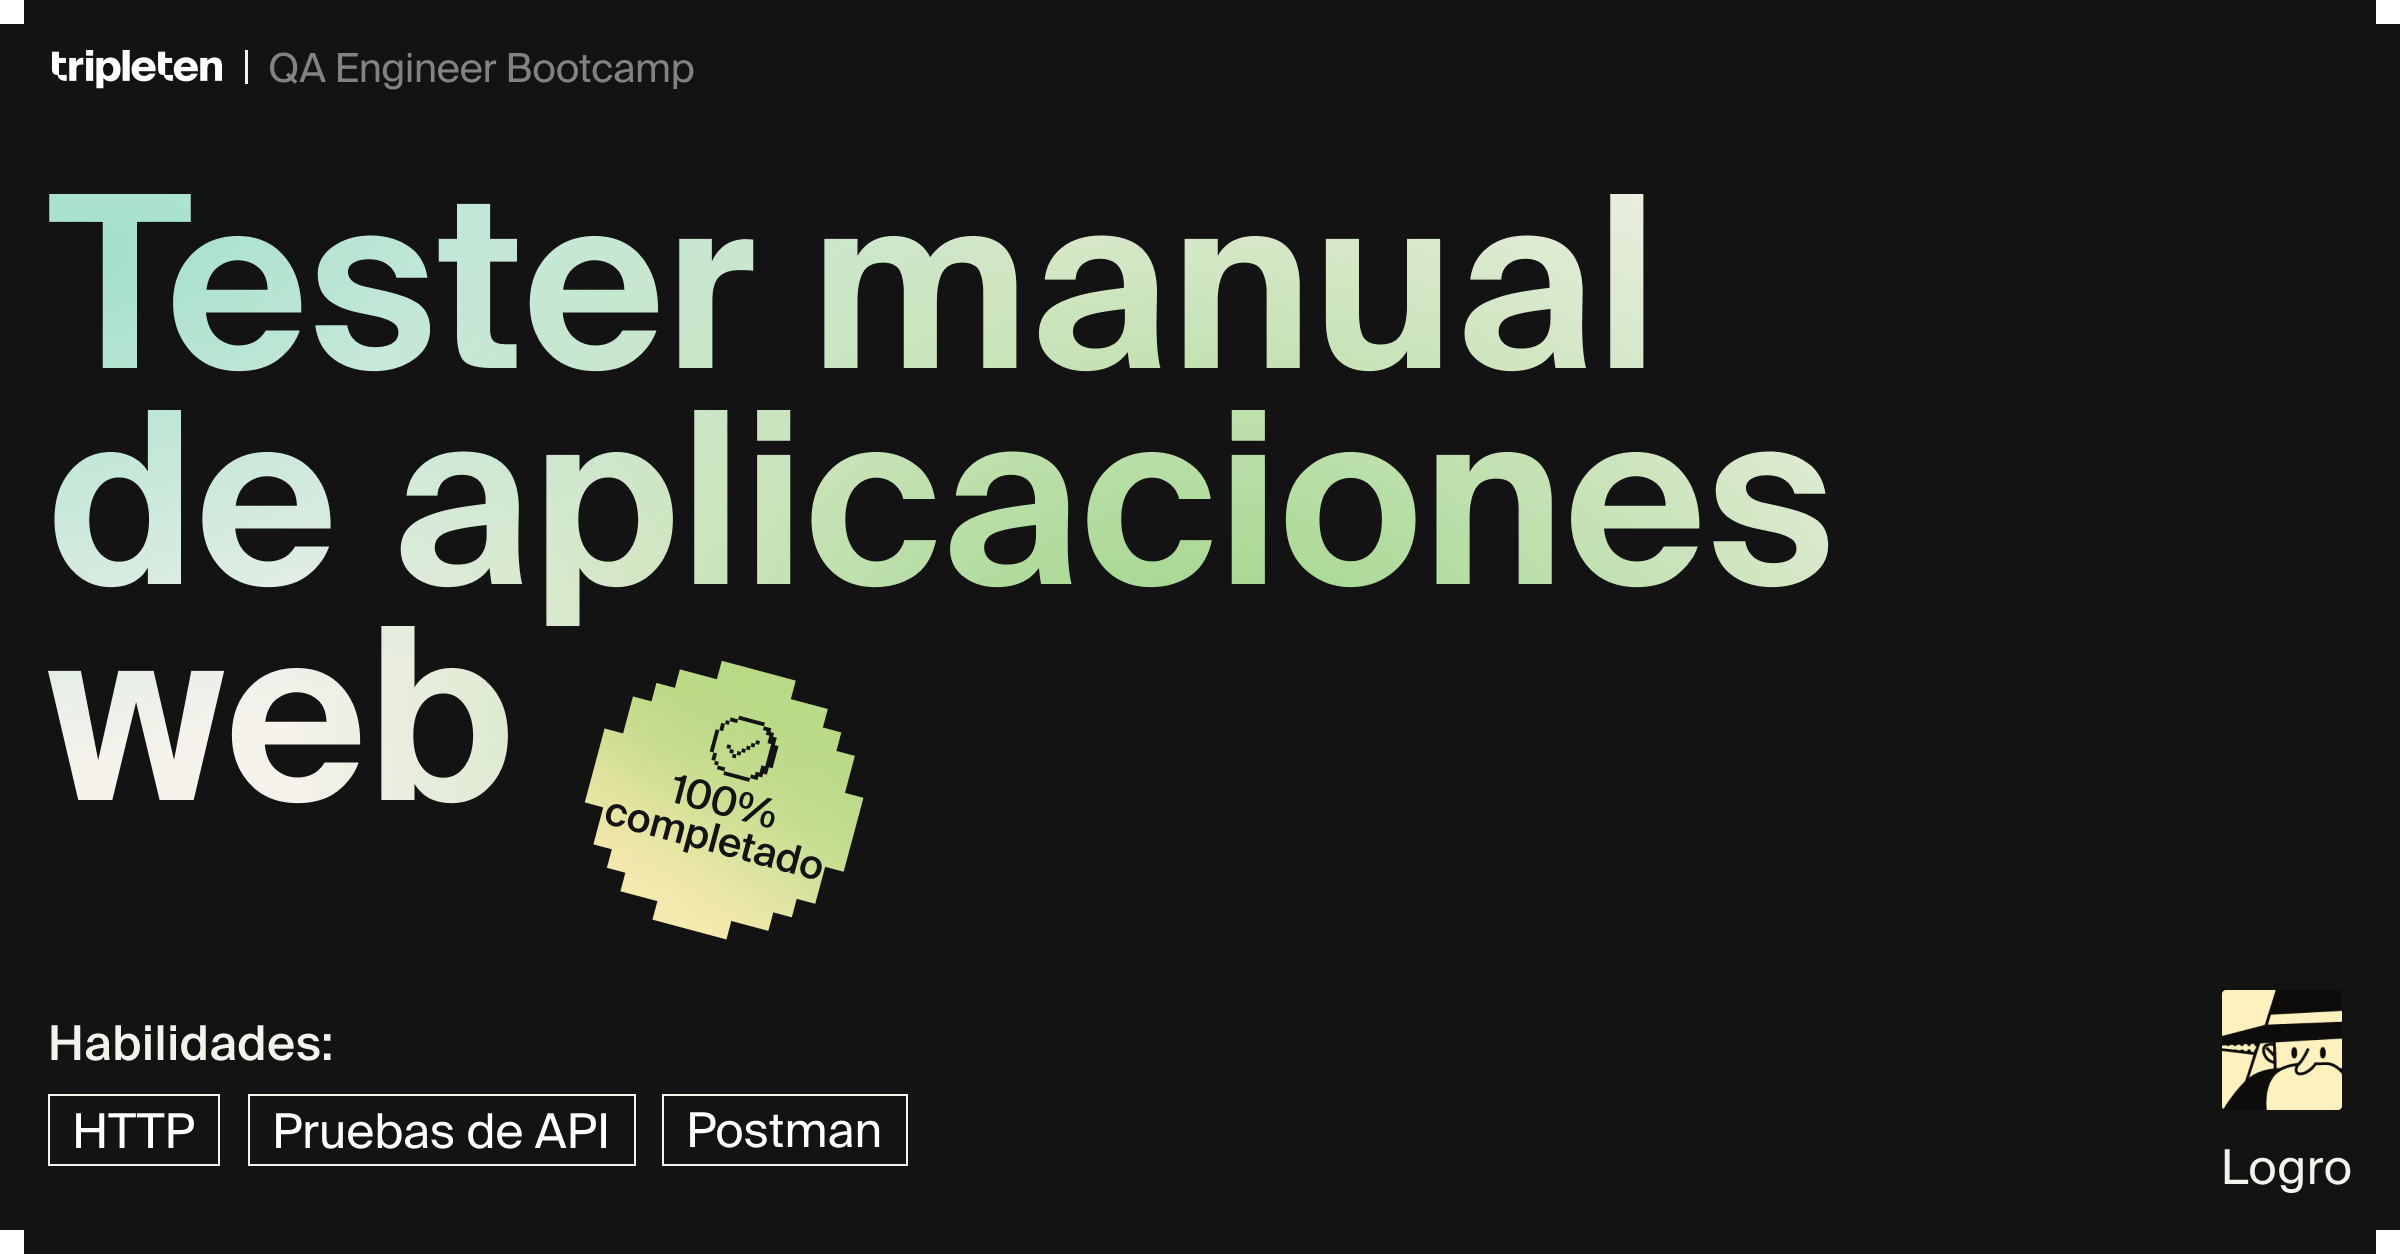 tripleten | QA Engineer Bootcamp
Tester manual
de aplicaciones
web
100%
completado
Habilidades:
HTTP
Pruebas de API
Postman
Logro